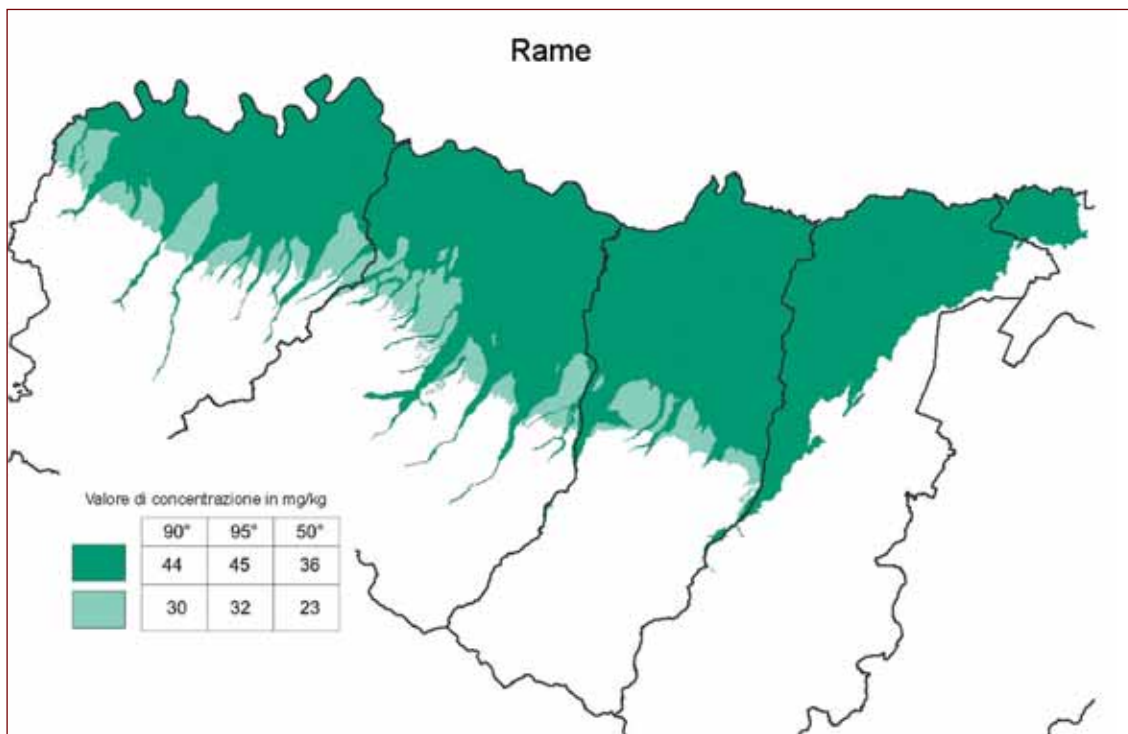 Rame
Valore di concentrazione in mg/kg
90° 95° 50°
44 45 36
30 32 23